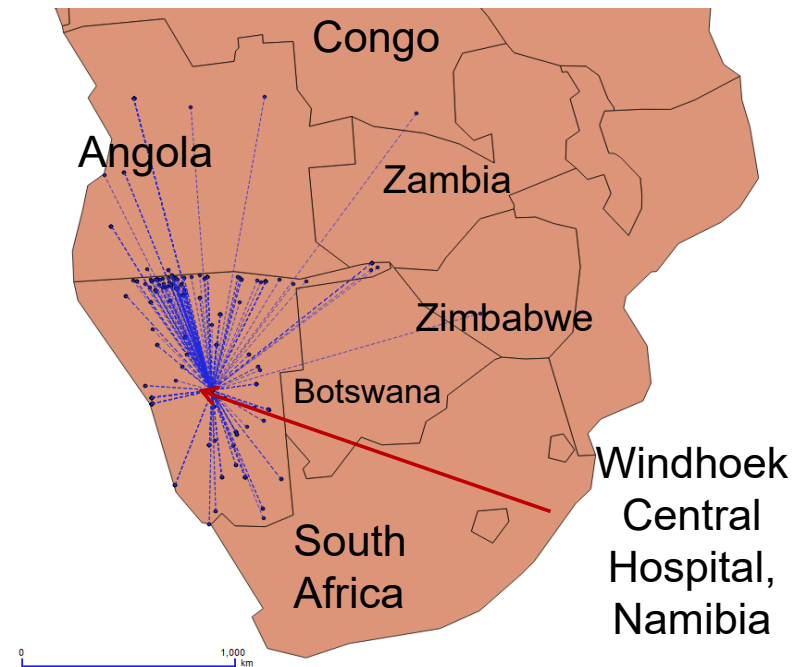 Congo
Angola
Zambia
Zimbabwe
Botswana
Windhoek
Central
Hospital,
Namibia
South
Africa
0 1,000
km